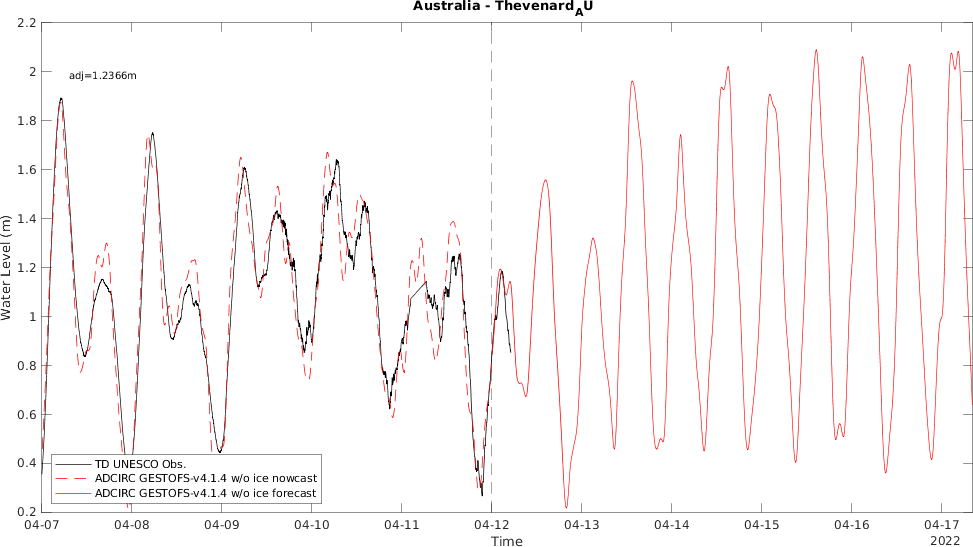 Australia - Thevenard_AU
adj=1.2366m
2.2
2
1.8
1.6
1.4
1.2
1
0.8
0.6
0.4
0.2
Water Level (m)
TD UNESCO Obs.
ADCIRC GESTOFS-v4.1.4 w/o ice nowcast
ADCIRC GESTOFS-v4.1.4 w/o ice forecast
04-07 04-08 04-09 04-10 04-11 04-12 04-13 04-14 04-15 04-16 04-17
Time
2022